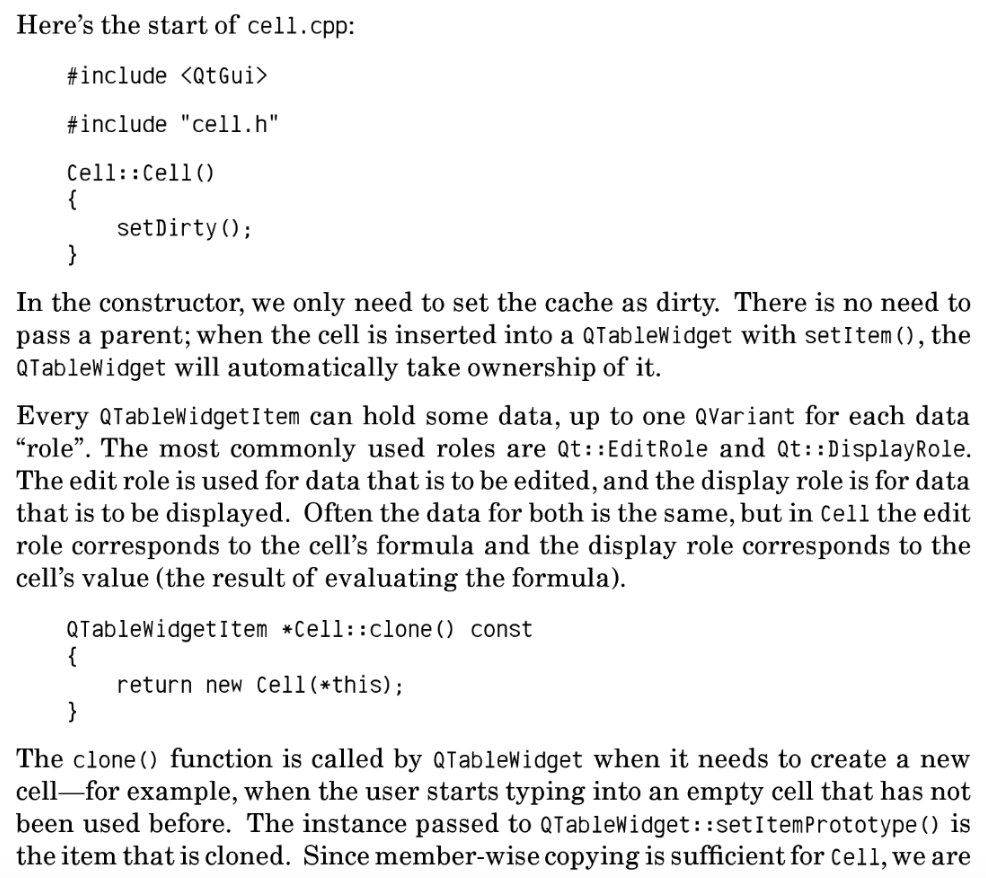 Here's the start of cell.cpp:
#include <QtGui>
#include "cell.h"
Cell::Cell()
{
    setDirty();
}
In the constructor, we only need to set the cache as dirty. There is no need to
pass a parent; when the cell is inserted into a QTableWidget with setItem(), the
QTableWidget will automatically take ownership of it.
Every QTableWidgetItem can hold some data, up to one QVariant for each data
“role”. The most commonly used roles are Qt::EditRole and Qt::DisplayRole.
The edit role is used for data that is to be edited, and the display role is for data
that is to be displayed. Often the data for both is the same, but in Cell the edit
role corresponds to the cell's formula and the display role corresponds to the
cell's value (the result of evaluating the formula).
QTableWidgetItem *Cell::clone() const
{
    return new Cell(*this);
}
The clone() function is called by QTableWidget when it needs to create a new
cell—for example, when the user starts typing into an empty cell that has not
been used before. The instance passed to QTableWidget::setItemPrototype() is
the item that is cloned. Since member-wise copying is sufficient for Cell, we are